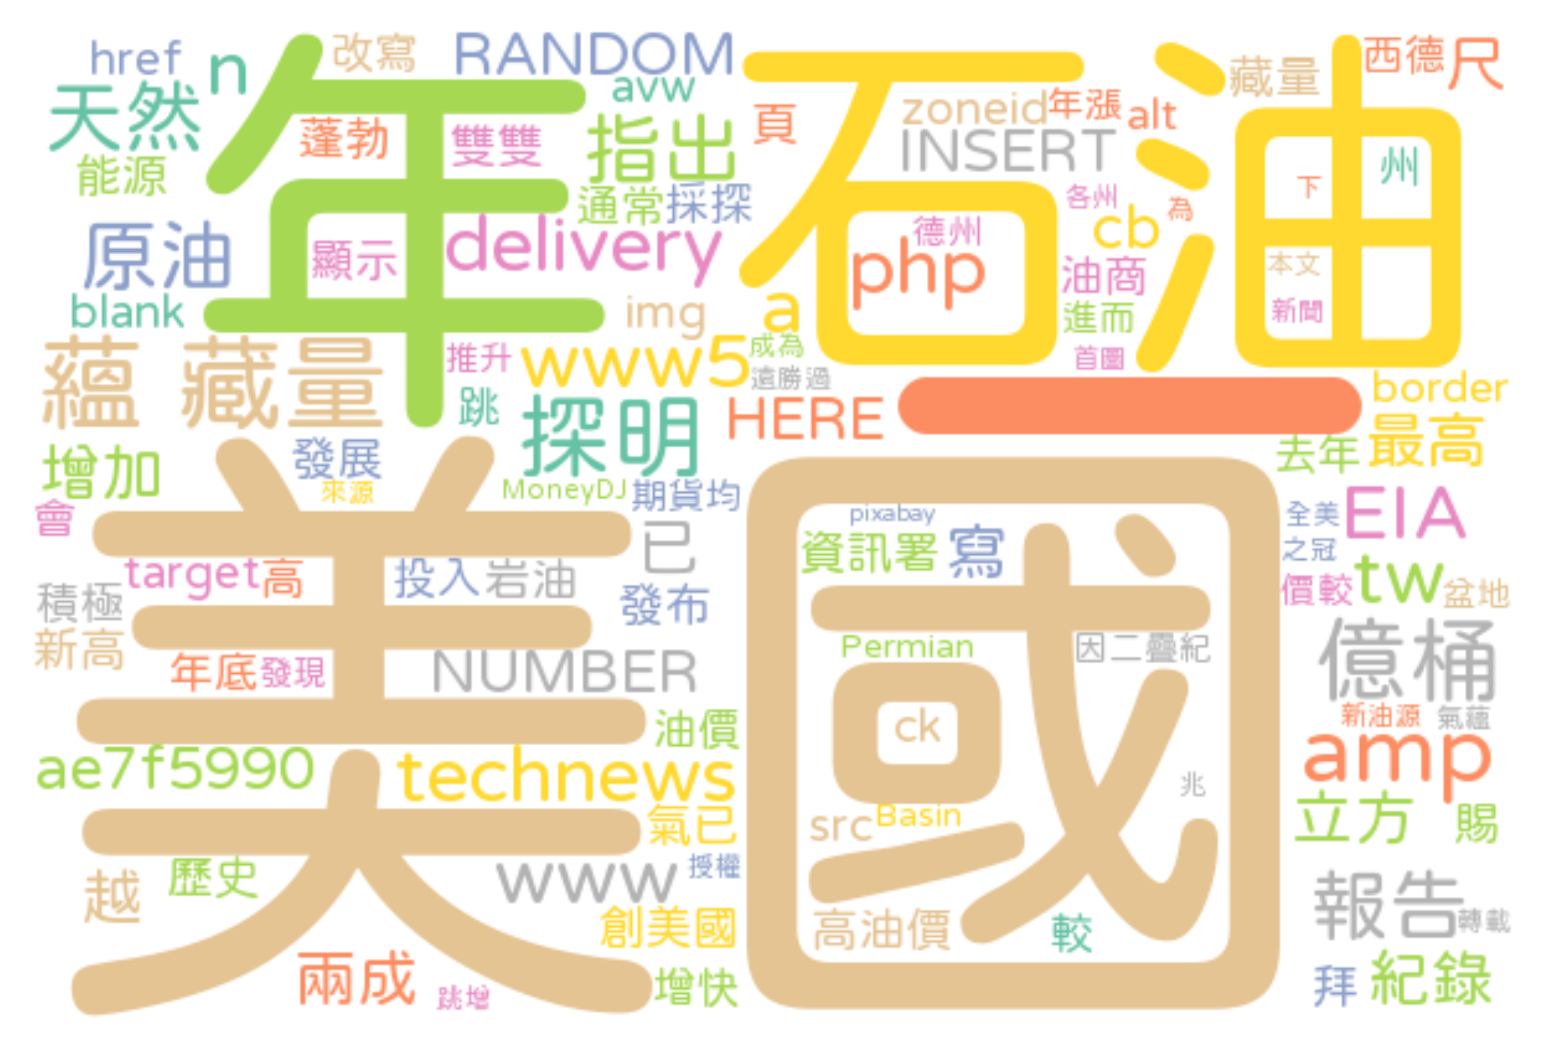 href
n
改寫
RANDOM
avw
年
石油
藏量
西德
尺
天然
能源
蓬勃
雙雙
指出
頁
zoneid
年漲
alt
INSERT
州
下
通常
採探
各州
為
cb
德州
原油
顯示
delivery
php
油商
本文
blank
img
a
進而
新聞
蘊
藏量
推升
www5
成為
遠勝過
首圖
跳
探明
HERE
一
border
最高
去年
增加
發展
來源
MoneyDJ
期貨均
會
美
國
已
pixabay
資訊署
寫
全美
EIA
之冠
target
高
投入
岩油
發布
價較
tw
盆地
積極
新高
年底
發現
NUMBER
Permian
因二疊紀
億桶
油價
ck
新油源
氣蘊
ae7f5990
technews
amp
兆
氣已
src
Basin
立方
賜
越
歷史
www
授權
創美國
高油價
較
報告
轉載
兩成
跳增
增快
拜
紀錄